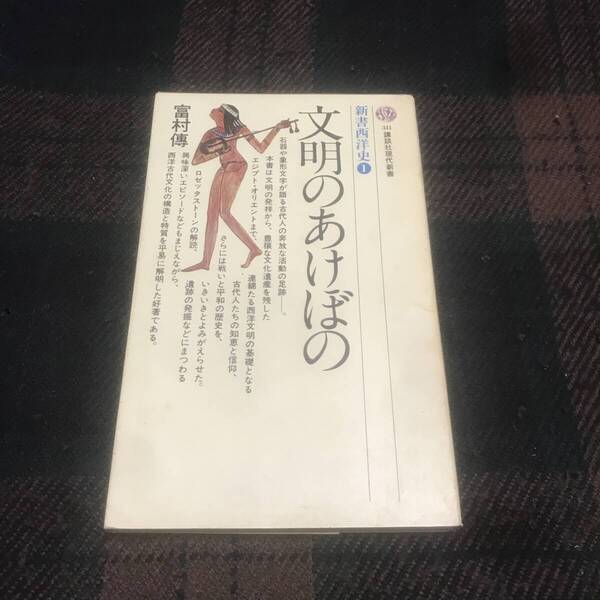 311 講談社現代新書
新書西洋史1
文明のあけぼの
石器や象形文字が語る古代人の奔放な活動の足跡――。
本書は文明の発祥から、豊穣な文化遺産を残した
エジプト・オリエントまで、
連綿たる西洋文明の基礎となる
古代人たちの知恵と信仰、
さらには戦いと平和の歴史を、
いきいきとよみがえらせた。
遺跡の発掘などにまつわる
ロゼッタストーンの解読。
興味深いエピソードなどもまじえながら、
西洋古代文化の構造と特質を平易に解明した好著である。
富村傳